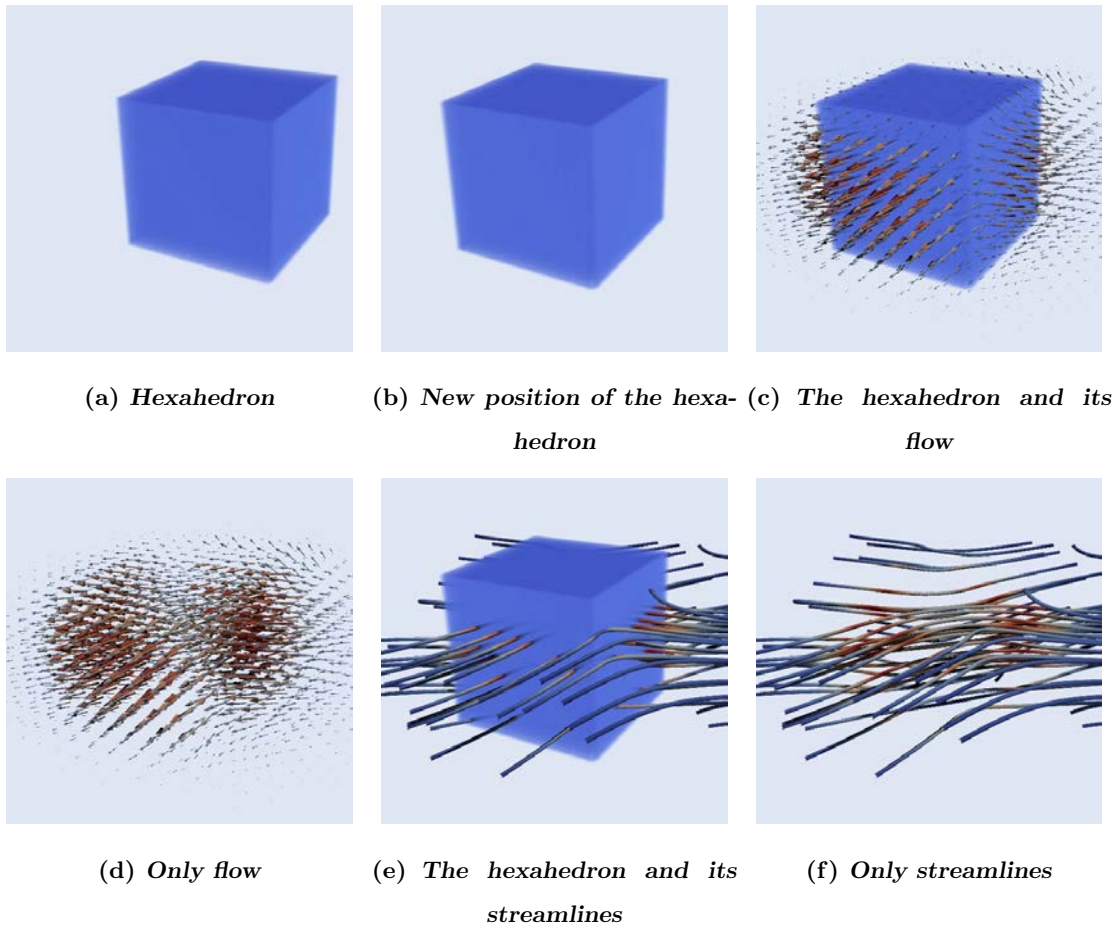 (a) Hexahedron
(b) New position of the hexa-
hedron
(c) The hexahedron and its
flow
(d) Only flow
(e) The hexahedron and its
streamlines
(f) Only streamlines